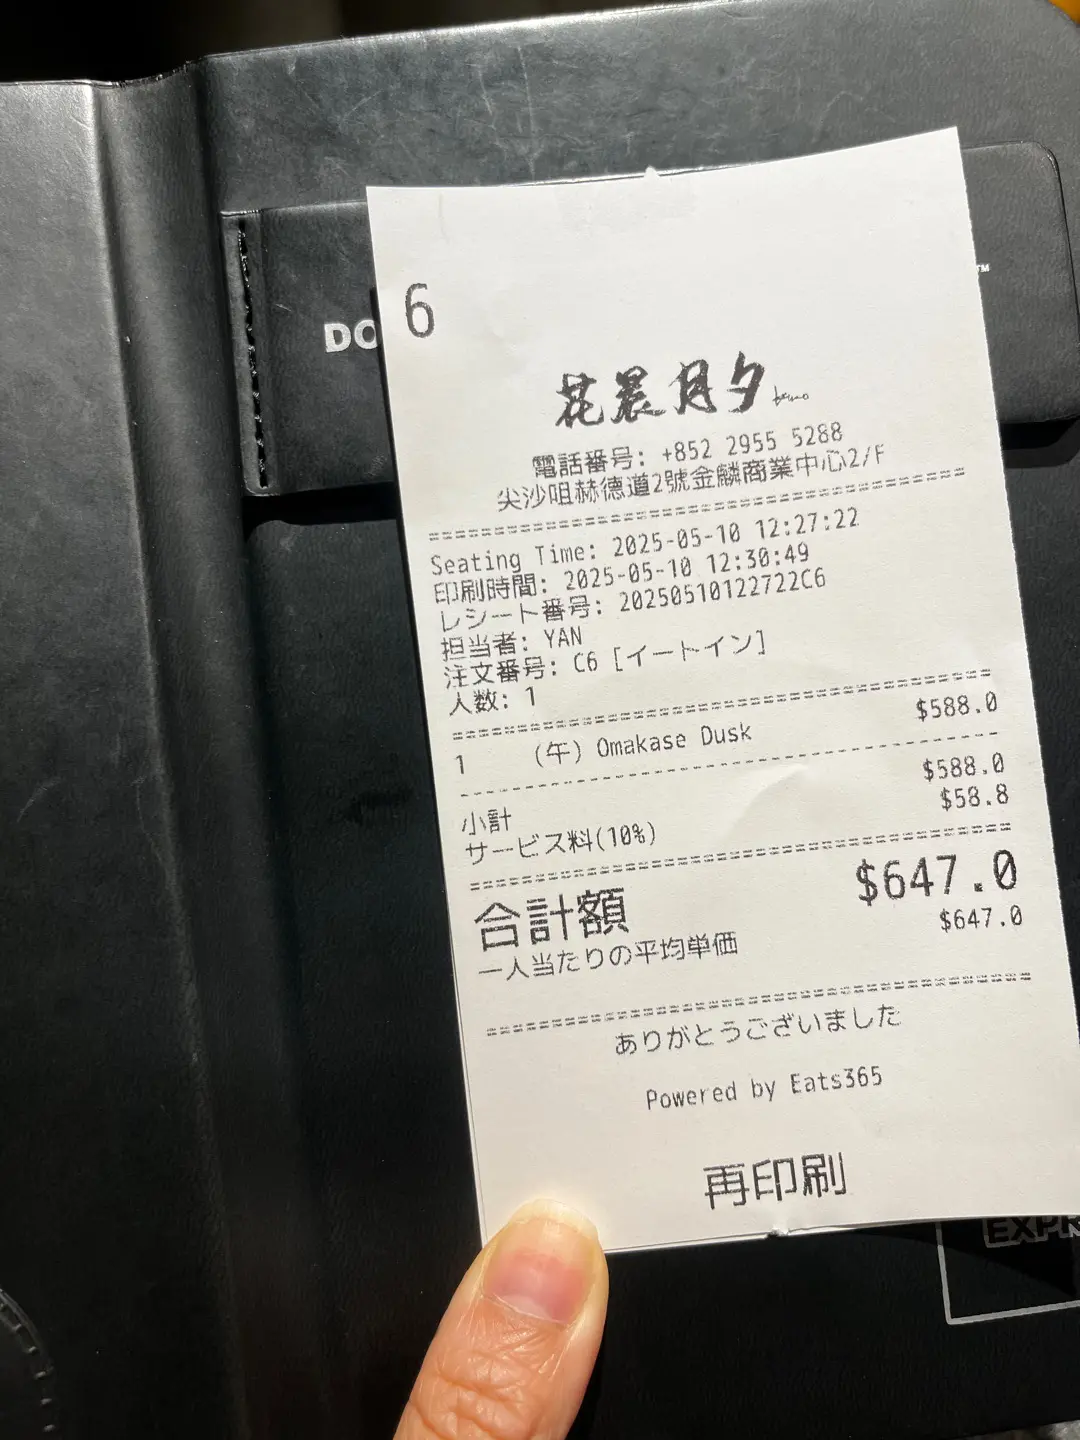 DO
™
6
花晨月夕
電話番号: +852 2955 5288
尖沙咀赫德道2號金麟商業中心2/F
Seating Time: 2025-05-10 12:27:22
印刷時間: 2025-05-10 12:30:49
レシート番号: 20250510122722C6
担当者: YAN
注文番号: C6 [イートイン]
人数: 1
1 (午) Omakase Dusk $588.0
小計 $588.0
サービス料(10%) $58.8
合計額 $647.0
一人当たりの平均単価 $647.0
ありがとうございました
Powered by Eats365
再印刷
EXPR